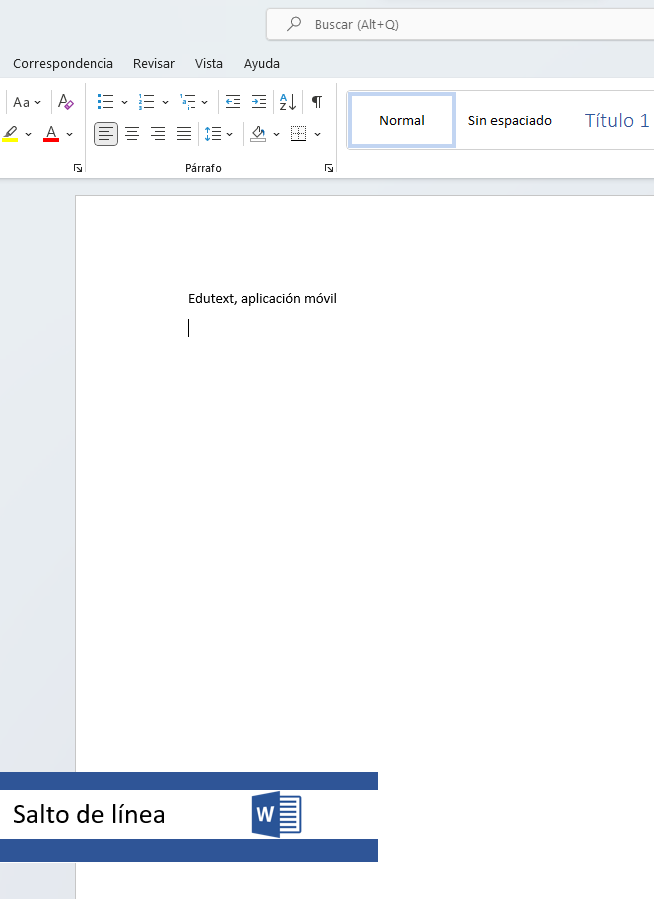 Buscar (Alt+Q)
Correspondencia Revisar Vista Ayuda
Aa A
A Z
A
Normal Sin espaciado Título 1
Párrafo
Edutext, aplicación móvil
Salto de línea W